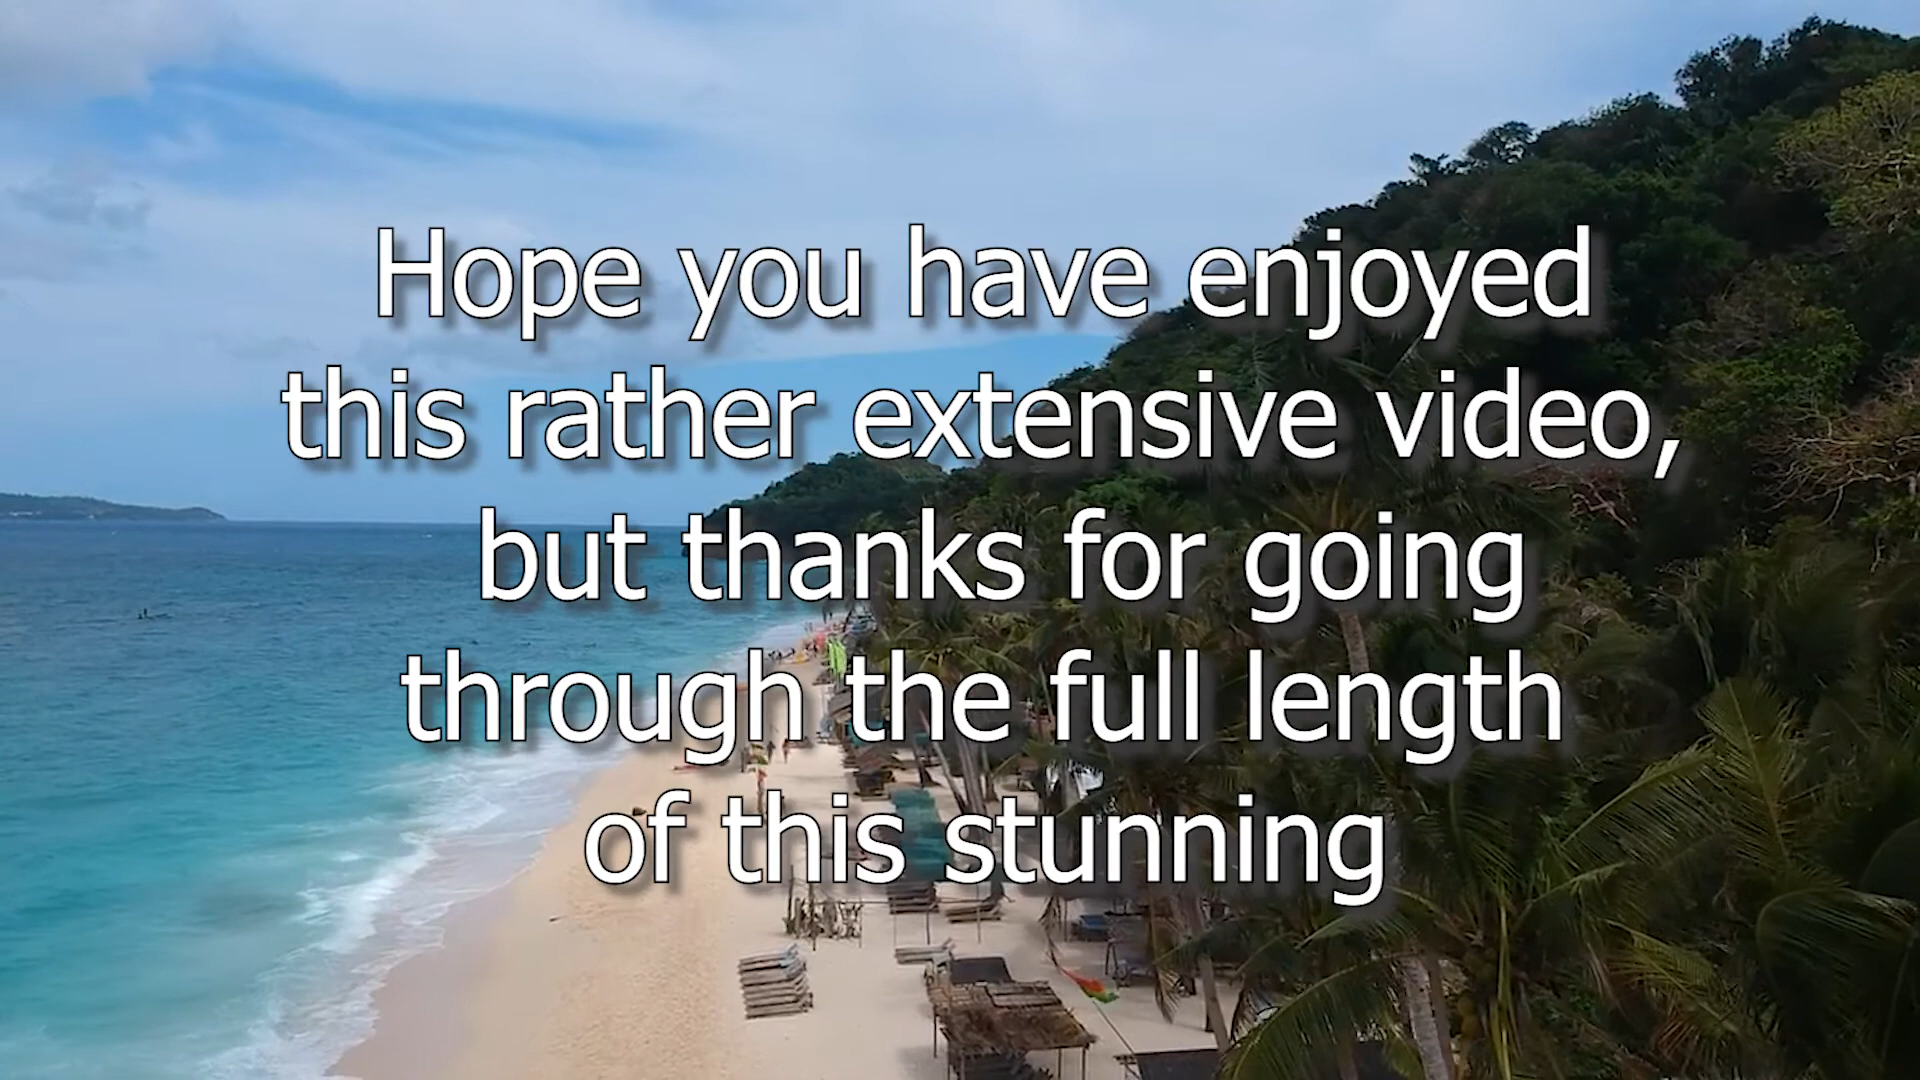 Hope you have enjoyed
this rather extensive video,
but thanks for going
through the full length
of this stunning